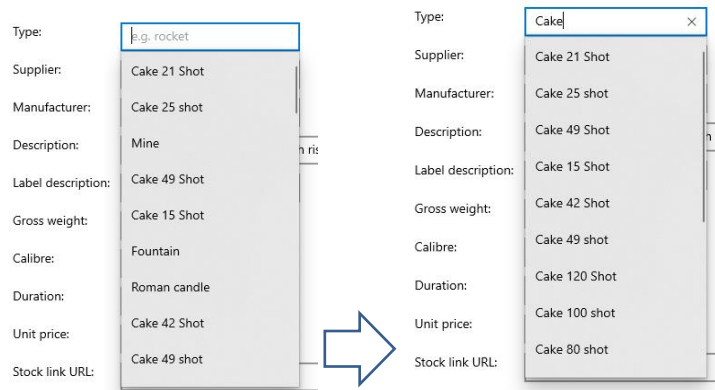 Type:
e.g. rocket
Supplier:
Cake 21 Shot
Manufacturer:
Cake 25 shot
Description:
Mine
Label description:
Cake 49 Shot
Gross weight:
Cake 15 Shot
Calibre:
Fountain
Duration:
Roman candle
Unit price:
Cake 42 Shot
Stock link URL:
Cake 49 shot
Type:
Cake
Supplier:
Cake 21 Shot
Manufacturer:
Cake 25 shot
Description:
Cake 49 Shot
Label description:
Cake 15 Shot
Gross weight:
Cake 42 Shot
Calibre:
Cake 49 shot
Duration:
Cake 120 Shot
Unit price:
Cake 100 shot
Stock link URL:
Cake 80 shot